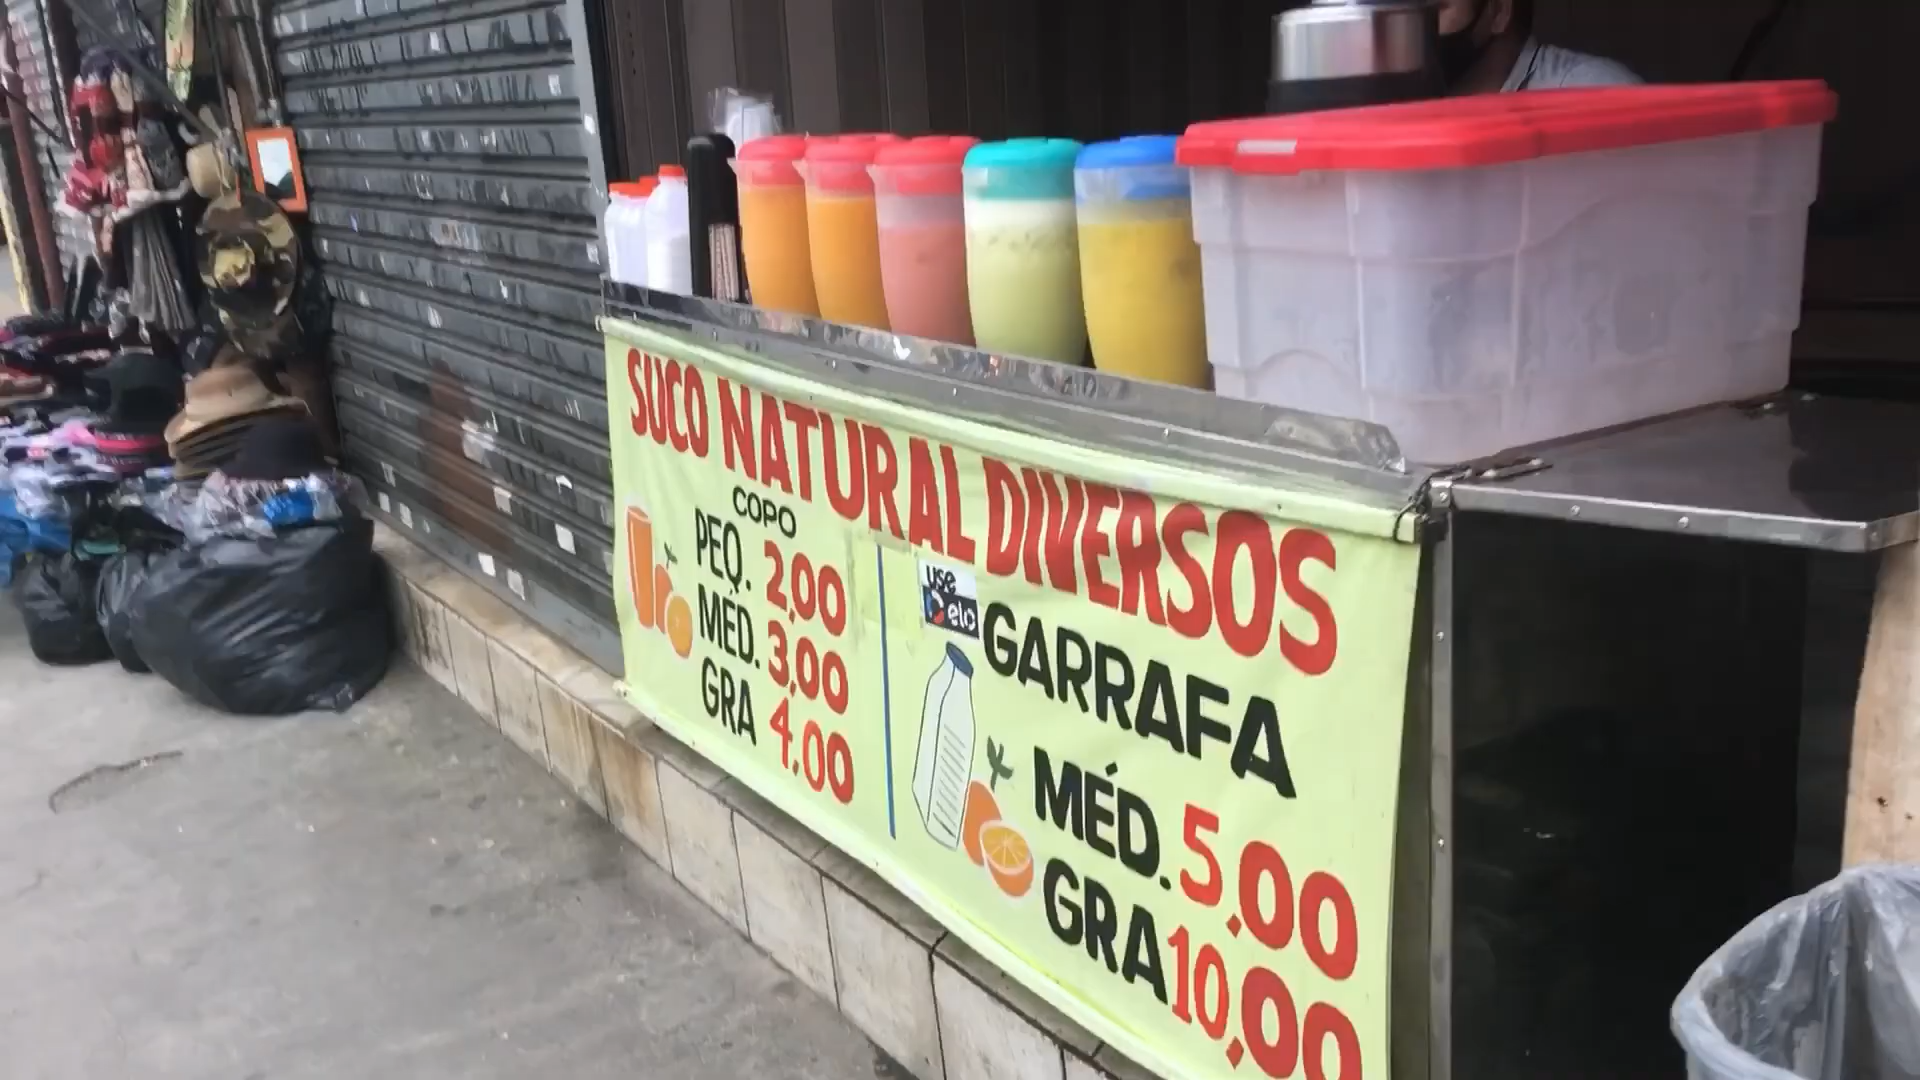 SUCO NATURAL DIVERSOS
COPO
PEQ. 2,00
MÉD. 3,00
GRA 4,00
use
elo
GARRAFA
MÉD. 5,00
GRA 10,00